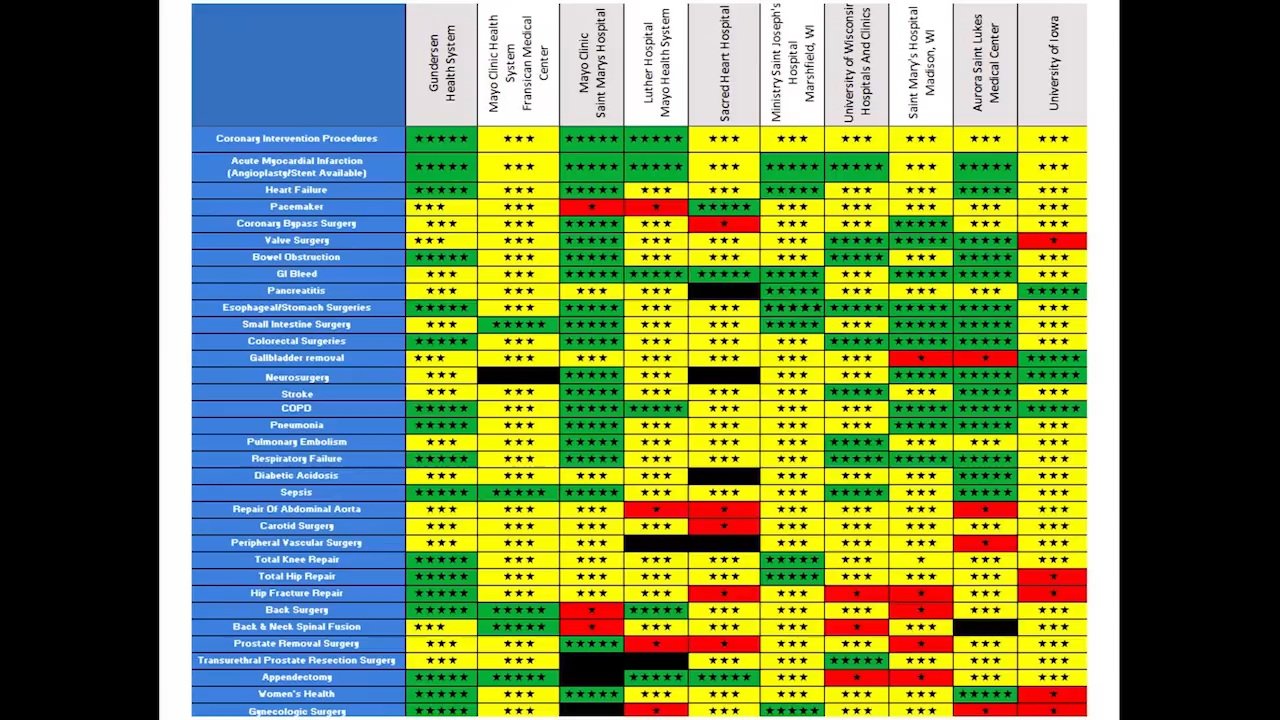 Gundersen
Health System
Mayo Clinic Health
System
Fransican Medical
Center
Mayo Clinic
Saint Marys Hospital
Luther Hospital
Mayo Health System
Sacred Heart Hospital
Ministry Saint Joseph's
Hospital
Marshfield, WI
University of Wisconsin
Hospitals And Clinics
Saint Mary's Hospital
Madison, WI
Aurora Saint Lukes
Medical Center
University of Iowa
Coronary Intervention Procedures
Acute Myocardial Infarction
(Angioplasty/Stent Available)
Heart Failure
Pacemaker
Coronary Bypass Surgery
Valve Surgery
Bowel Obstruction
GI Bleed
Pancreatitis
Esophageal/Stomach Surgeries
Small Intestine Surgery
Colorectal Surgeries
Gallbladder removal
Neurosurgery
Stroke
COPD
Pneumonia
Pulmonary Embolism
Respiratory Failure
Diabetic Acidosis
Sepsis
Repair Of Abdominal Aorta
Carotid Surgery
Peripheral Vascular Surgery
Total Knee Repair
Total Hip Repair
Hip Fracture Repair
Back Surgery
Back & Neck Spinal Fusion
Prostate Removal Surgery
Transurethral Prostate Resection Surgery
Appendectomy
Women's Health
Gynecologic Surgery